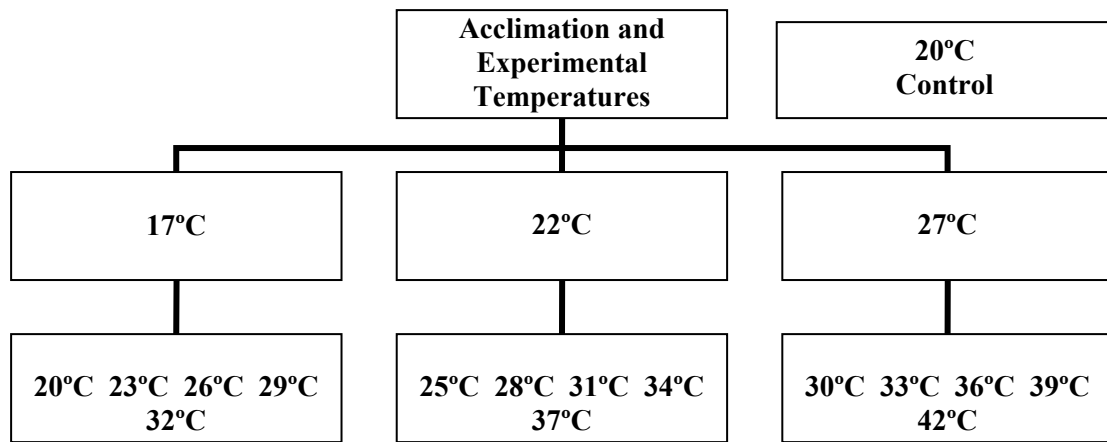 Acclimation and
Experimental
Temperatures
20ºC
Control
17ºC
22ºC
27ºC
20ºC 23ºC 26ºC 29ºC
32ºC
25ºC 28ºC 31ºC 34ºC
37ºC
30ºC 33ºC 36ºC 39ºC
42ºC